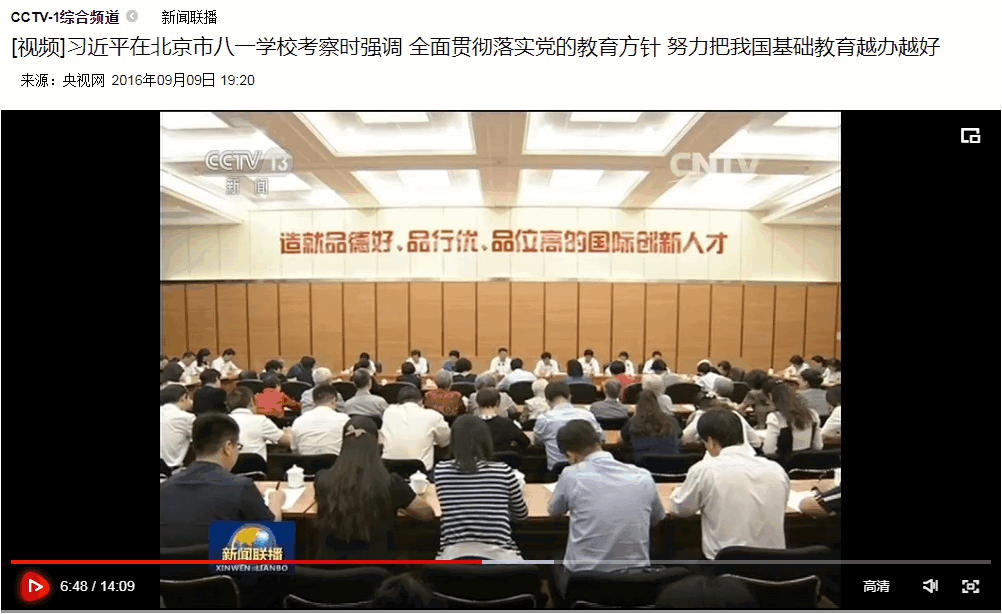 CCTV-1综合频道 新闻联播
[视频]习近平在北京市八一学校考察时强调 全面贯彻落实党的教育方针 努力把我国基础教育越办越好
来源：央视网 2016年09月09日 19:20
CCTV 13 CNTV
新闻
造就品德好、品行优、品位高的国际创新人才
新闻联播
XINWEN LIANBO
6:48 / 14:09 高清